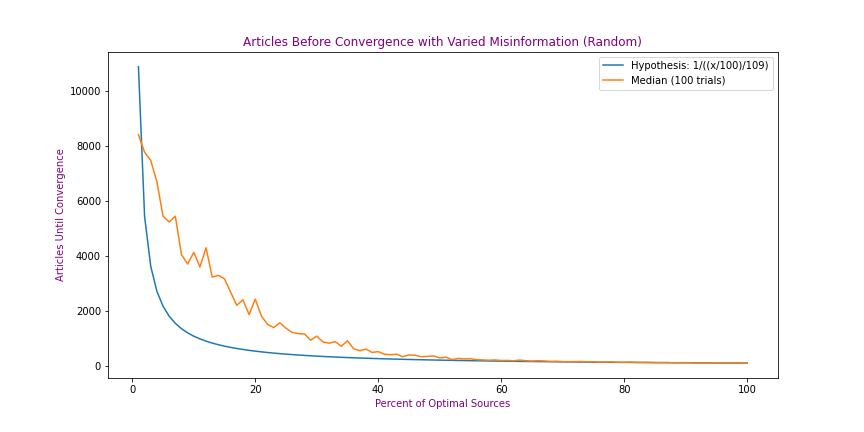 Articles Before Convergence with Varied Misinformation (Random)
Hypothesis: 1/((x/100)/109)
Median (100 trials)
Articles Until Convergence
10000
8000
6000
4000
2000
0
0 20 40 60 80 100
Percent of Optimal Sources